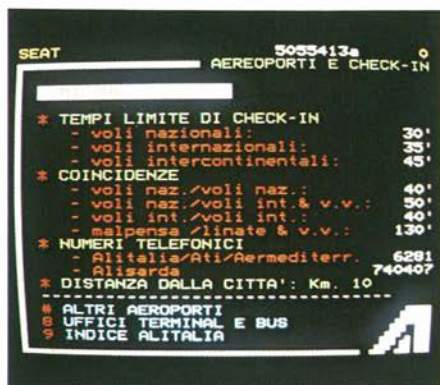 SEAT 5055413a 0
AEREOPORTI E CHECK-IN
* TEMPI LIMITE DI CHECK-IN
- voli nazionali: 30'
- voli internazionali: 35'
- voli intercontinentali: 45'
* COINCIDENZE
- voli naz./voli naz.: 40'
- voli naz/voli int.& v.v.: 50'
- voli int./voli int.: 40'
- malpensa /linate & v.v.: 130'
* NUMERI TELEFONICI
- Alitalia/Ati/Aermediterr. 6281
- Alisarda 740407
* DISTANZA DALLA CITTA': Km. 10
# ALTRI AEROPORTI
8 UFFICI TERMINAL E BUS
9 INDICE ALITALIA